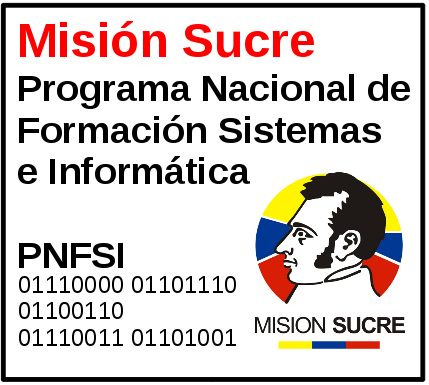 Misión Sucre
Programa Nacional de
Formación Sistemas
e Informática
PNFSI
01110000 01101110
01100110
01110011 01101001
MISION SUCRE